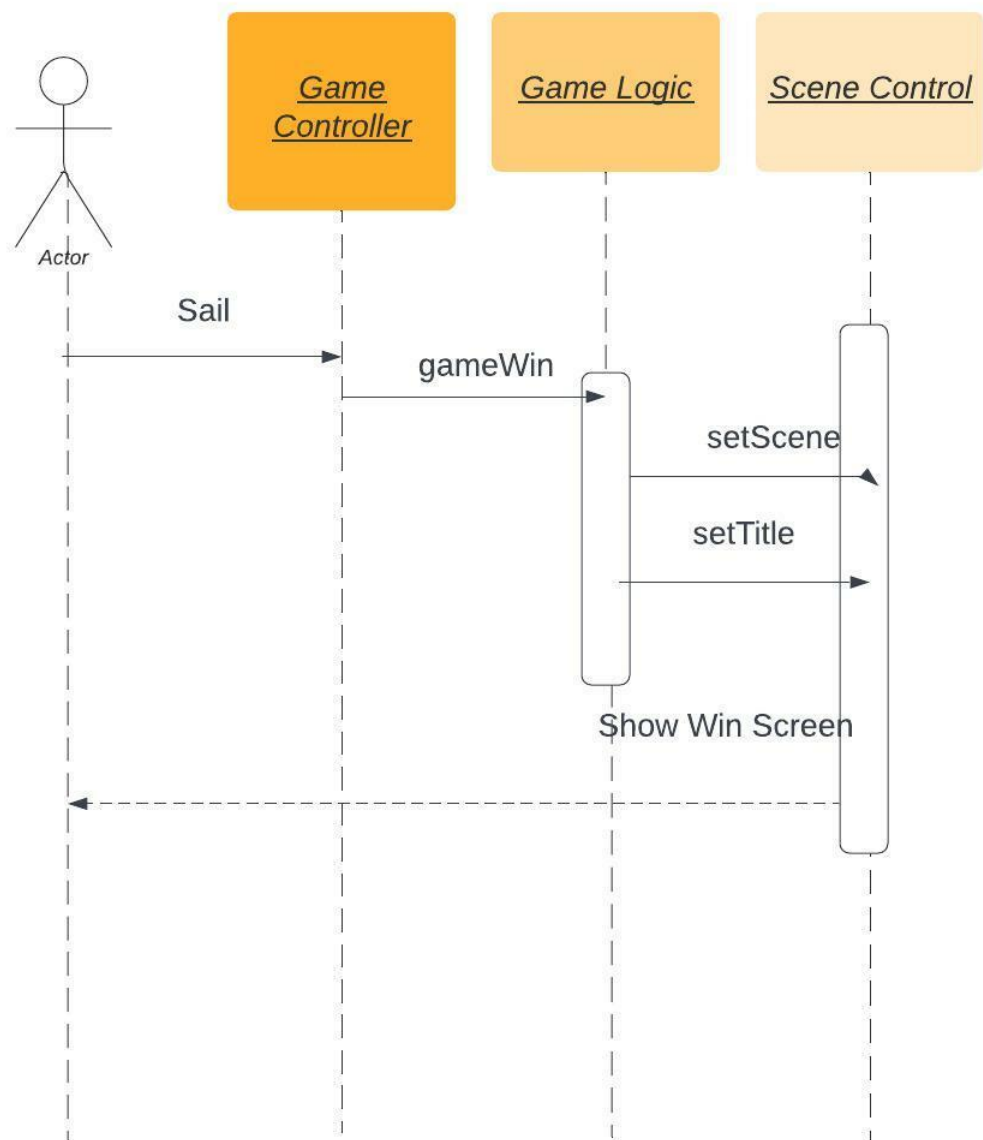 Game
Controller
Game Logic
Scene Control
Actor
Sail
gameWin
setScene
setTitle
Show Win Screen